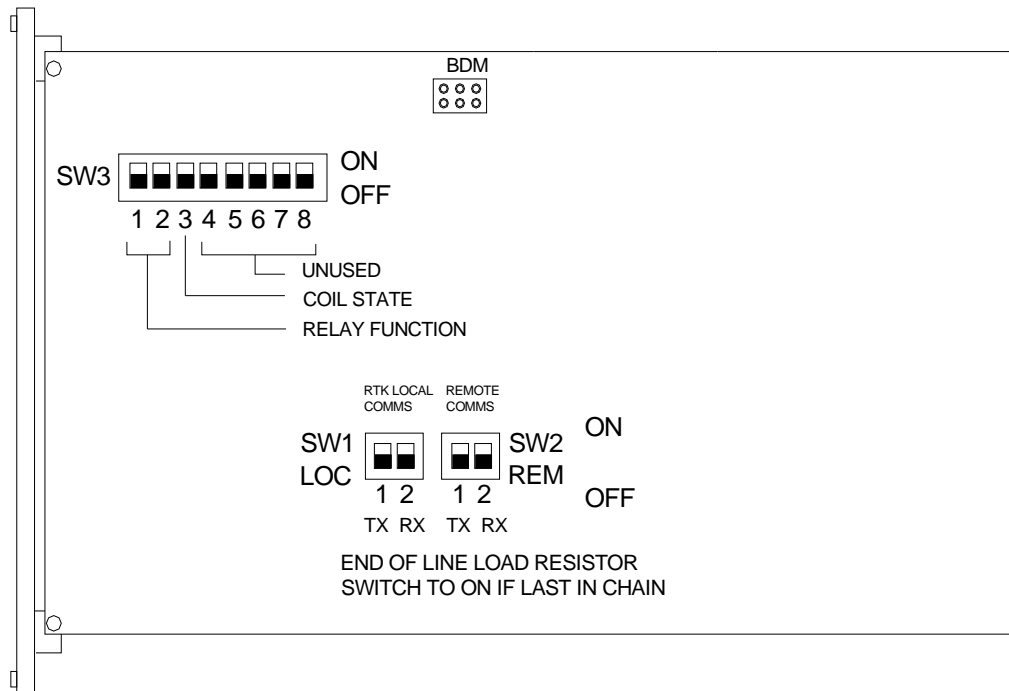 BDM
SW3
ON
OFF
1 2 3 4 5 6 7 8
UNUSED
COIL STATE
RELAY FUNCTION
RTK LOCAL
COMMS
REMOTE
COMMS
SW1
LOC
SW2
REM
ON
OFF
1 2
1 2
TX RX
TX RX
END OF LINE LOAD RESISTOR
SWITCH TO ON IF LAST IN CHAIN